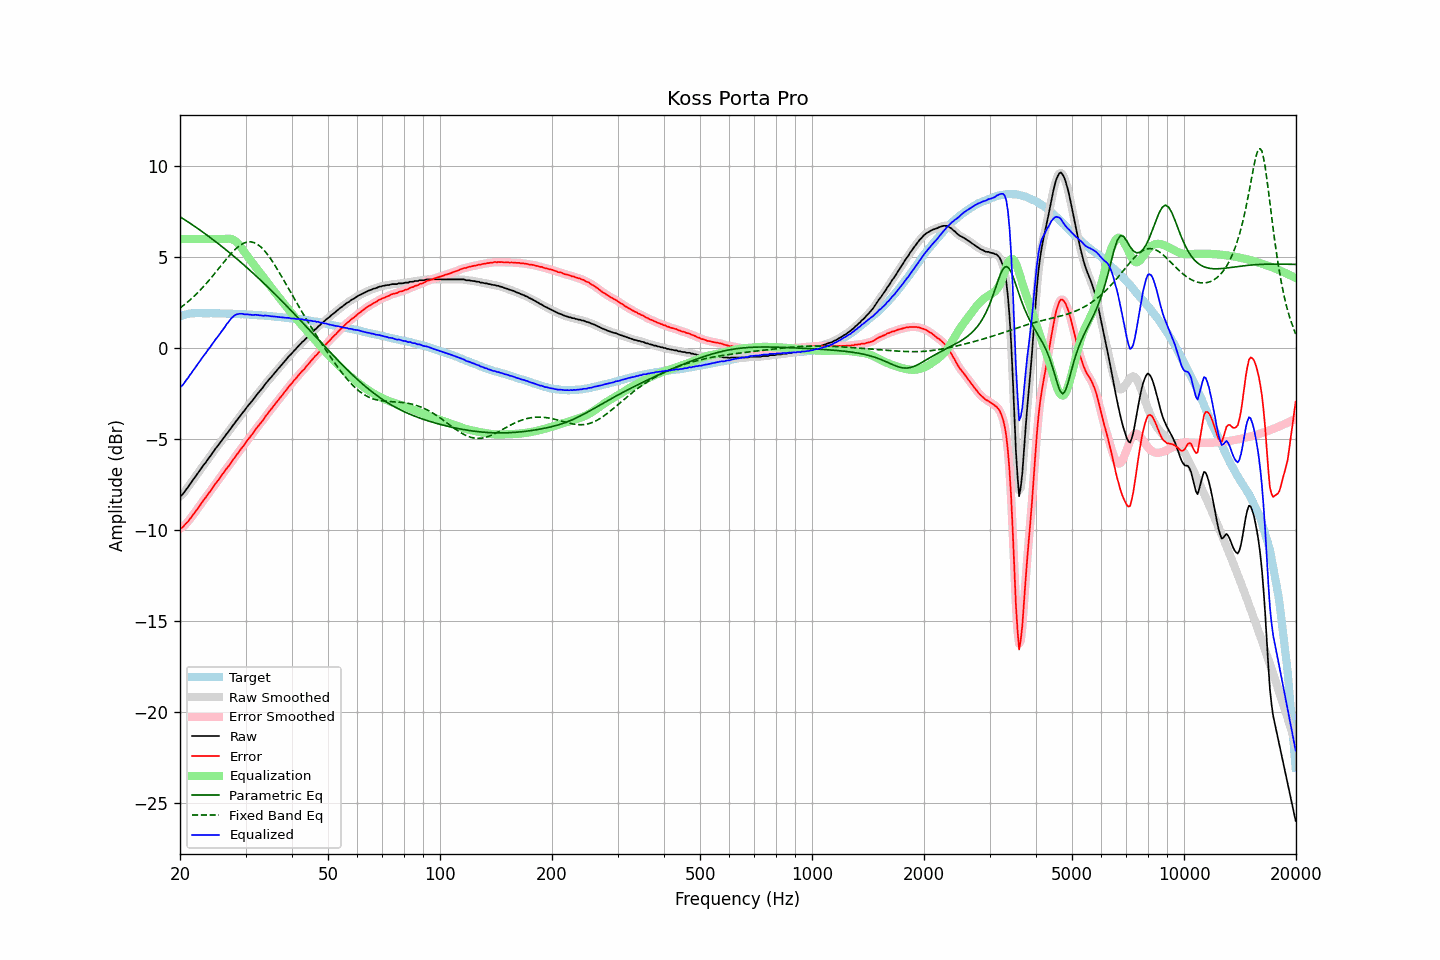 Koss Porta Pro
Amplitude (dBr)
10
5
0
−5
−10
−15
−20
−25
Target
Raw Smoothed
Error Smoothed
Raw
Error
Equalization
Parametric Eq
Fixed Band Eq
Equalized
20 50 100 200 500 1000 2000 5000 10000 20000
Frequency (Hz)